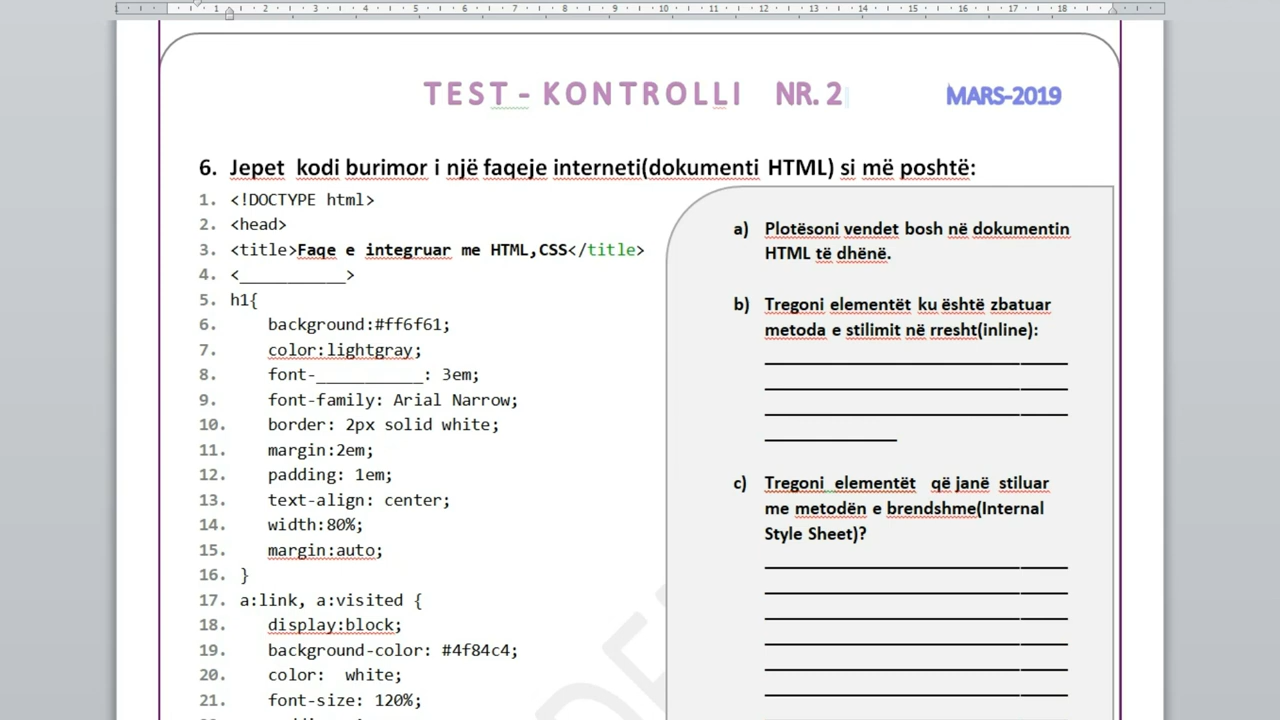 TEST - KONTROLLI NR. 2 MARS-2019
6. Jepet kodi burimor i një faqeje interneti(dokumenti HTML) si më poshtë:
1. <!DOCTYPE html>
2. <head>
3. <title>Faqe e integruar me HTML,CSS</title>
4. <___________>
5. h1{
6. background:#ff6f61;
7. color:lightgray;
8. font-___________: 3em;
9. font-family: Arial Narrow;
10. border: 2px solid white;
11. margin:2em;
12. padding: 1em;
13. text-align: center;
14. width:80%;
15. margin:auto;
16. }
17. a:link, a:visited {
18. display:block;
19. background-color: #4f84c4;
20. color: white;
21. font-size: 120%;
a) Plotësoni vendet bosh në dokumentin
HTML të dhënë.
b) Tregoni elementët ku është zbatuar
metoda e stilimit në rresht(inline):
c) Tregoni elementët që janë stiluar
me metodën e brendshme(Internal
Style Sheet)?